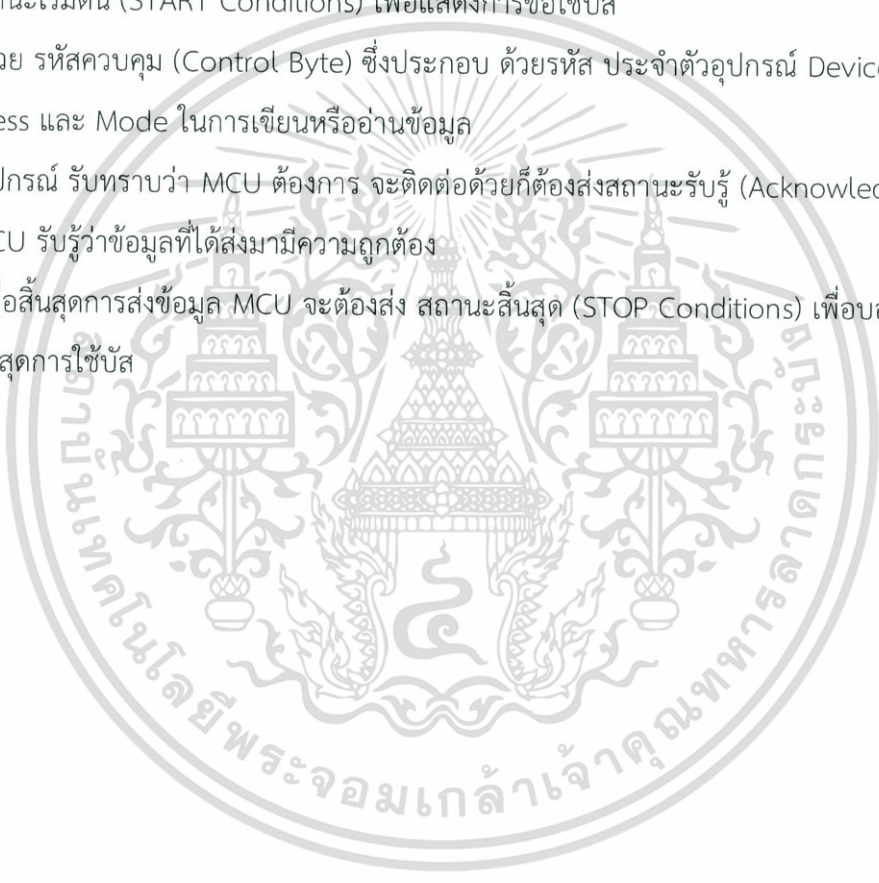 นะเริ่มต้น (START Conditions) เพื่อแสดงการขอใช้บัส
วย รหัสควบคุม (Control Byte) ซึ่งประกอบ ด้วยรหัส ประจำตัวอุปกรณ์ Device
ess และ Mode ในการเขียนหรืออ่านข้อมูล
ปกรณ์ รับทราบว่า MCU ต้องการ จะติดต่อด้วยก็ต้องส่งสถานะรับรู้ (Acknowled
CU รับรู้ว่าข้อมูลที่ได้ส่งมามีความถูกต้อง
อสิ้นสุดการส่งข้อมูล MCU จะต้องส่ง สถานะสิ้นสุด (STOP Conditions) เพื่อบอ
สุดการใช้บัส
สถาบันเทคโนโลยีพระจอมเกล้าเจ้าคุณทหารลาดกระบัง